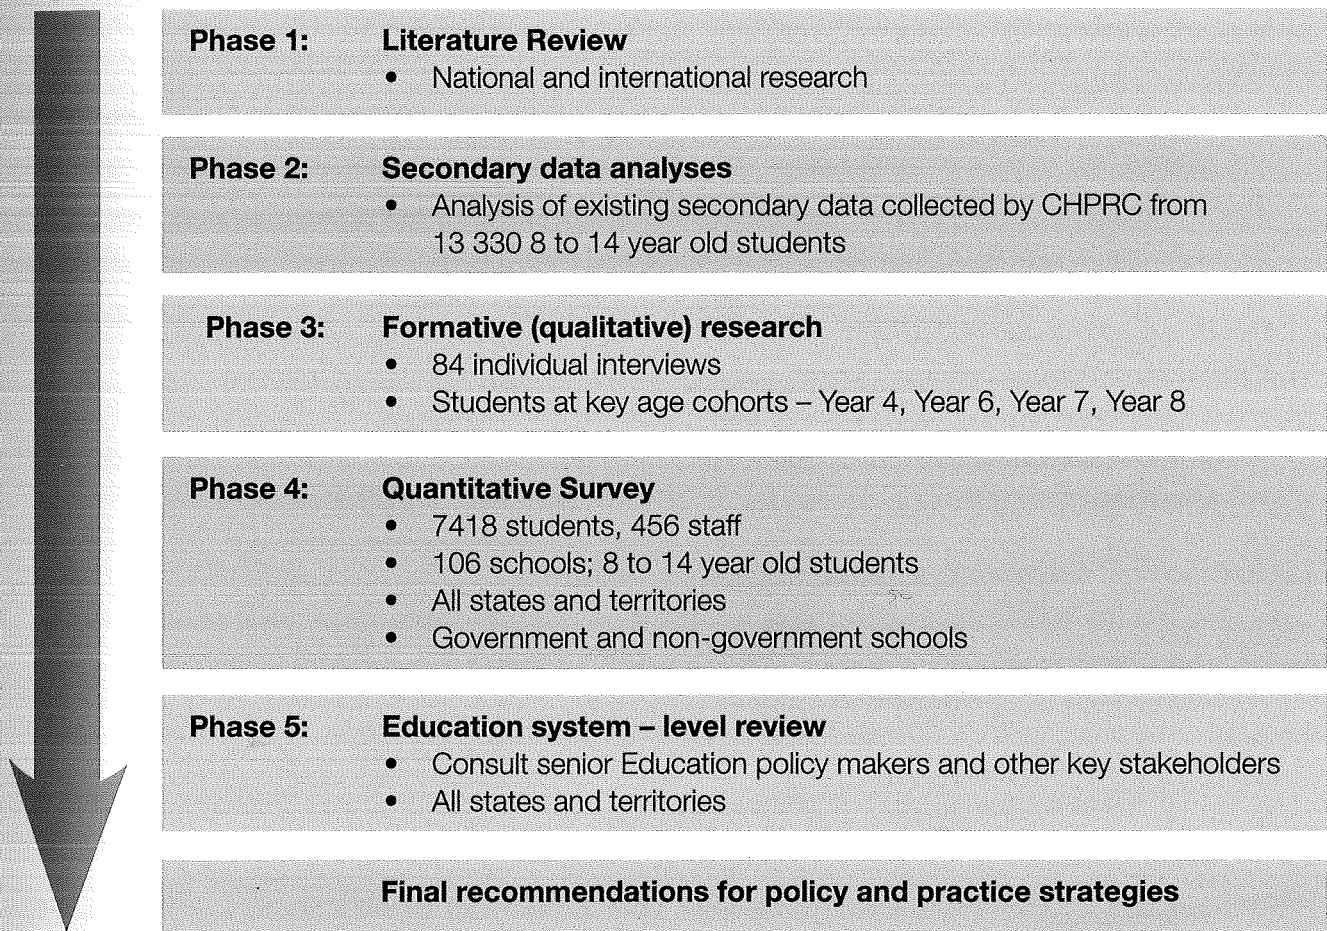 Phase 1: Literature Review
• National and international research
Phase 2: Secondary data analyses
• Analysis of existing secondary data collected by CHPRC from
13 330 8 to 14 year old students
Phase 3: Formative (qualitative) research
• 84 individual interviews
• Students at key age cohorts – Year 4, Year 6, Year 7, Year 8
Phase 4: Quantitative Survey
• 7418 students, 456 staff
• 106 schools; 8 to 14 year old students
• All states and territories
• Government and non-government schools
Phase 5: Education system – level review
• Consult senior Education policy makers and other key stakeholders
• All states and territories
Final recommendations for policy and practice strategies